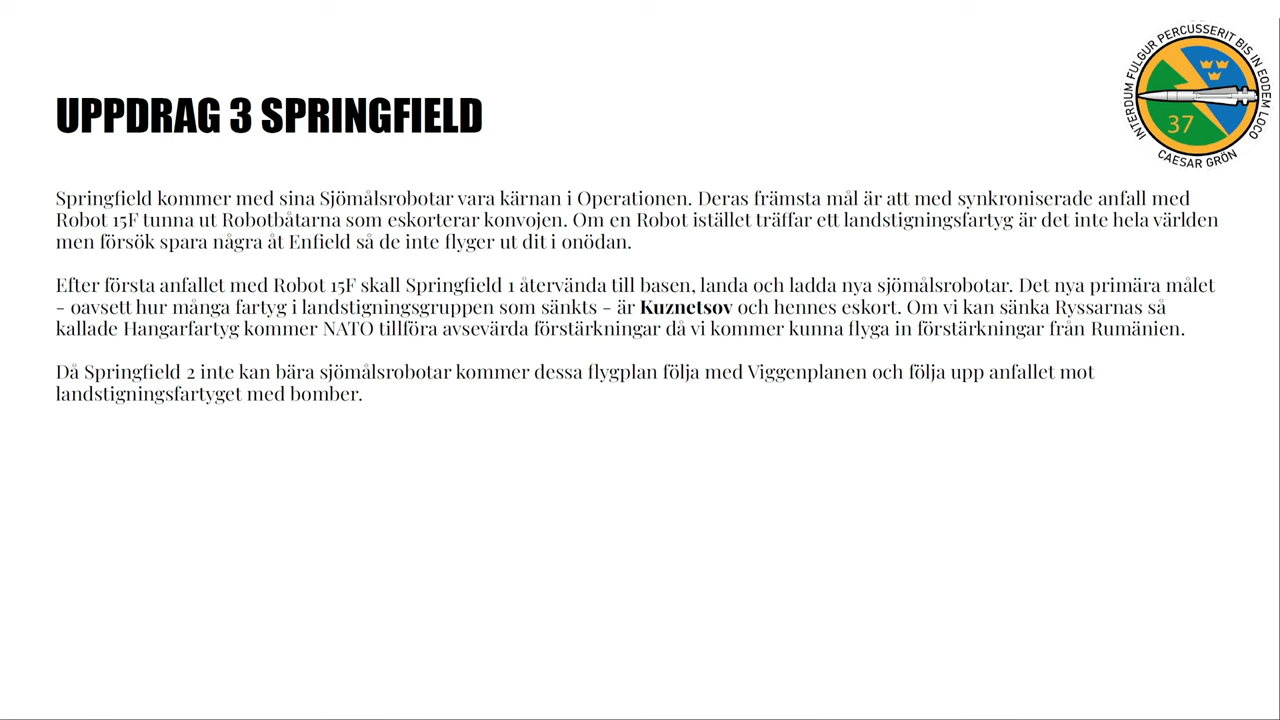 INTERDUM FULGUR PERCUSSERIT BIS IN EODEM LOCO
37
CAESAR GRÖN
UPPDRAG 3 SPRINGFIELD
Springfield kommer med sina Sjömålsrobotar vara kärnan i Operationen. Deras främsta mål är att med synkroniserade anfall med
Robot 15F tunna ut Robotbåtarna som eskorterar konvojen. Om en Robot istället träffar ett landstigningsfartyg är det inte hela världen
men försök spara några åt Enfield så de inte flyger ut dit i onödan.
Efter första anfallet med Robot 15F skall Springfield 1 återvända till basen, landa och ladda nya sjömålsrobotar. Det nya primära målet
- oavsett hur många fartyg i landstigningsgruppen som sänkts - är Kuznetsov och hennes eskort. Om vi kan sänka Ryssarnas så
kallade Hangarfartyg kommer NATO tillföra avsevärda förstärkningar då vi kommer kunna flyga in förstärkningar från Rumänien.
Då Springfield 2 inte kan bära sjömålsrobotar kommer dessa flygplan följa med Viggenplanen och följa upp anfallet mot
landstigningsfartyget med bomber.